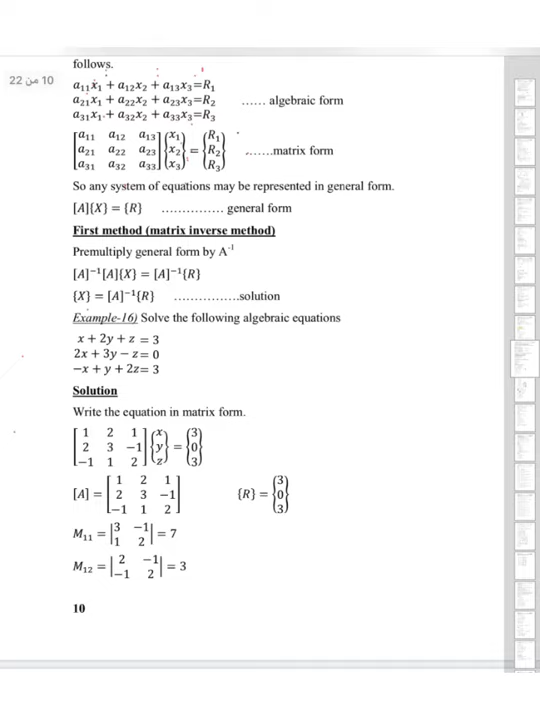 follows.
10 من 22
a₁₁x₁ + a₁₂x₂ + a₁₃x₃=R₁
a₂₁x₁ + a₂₂x₂ + a₂₃x₃=R₂ ...... algebraic form
a₃₁x₁ + a₃₂x₂ + a₃₃x₃=R₃
[a₁₁ a₁₂ a₁₃] {x₁} {R₁}
[a₂₁ a₂₂ a₂₃] {x₂} = {R₂} .......matrix form
[a₃₁ a₃₂ a₃₃] {x₃} {R₃}
So any system of equations may be represented in general form.
[A]{X} = {R} ............... general form
First method (matrix inverse method)
Premultiply general form by A⁻¹
[A]⁻¹[A]{X} = [A]⁻¹{R}
{X} = [A]⁻¹{R} ................solution
Example-16) Solve the following algebraic equations
x + 2y + z = 3
2x + 3y − z= 0
−x + y + 2z= 3
Solution
Write the equation in matrix form.
[1 2 1] {x} {3}
[2 3 −1] {y} = {0}
[−1 1 2] {z} {3}
[1 2 1] {3}
[A] = [2 3 −1] {R} = {0}
[−1 1 2] {3}
M₁₁ = |3 −1; 1 2| = 7
M₁₂ = |2 −1; −1 2| = 3
10